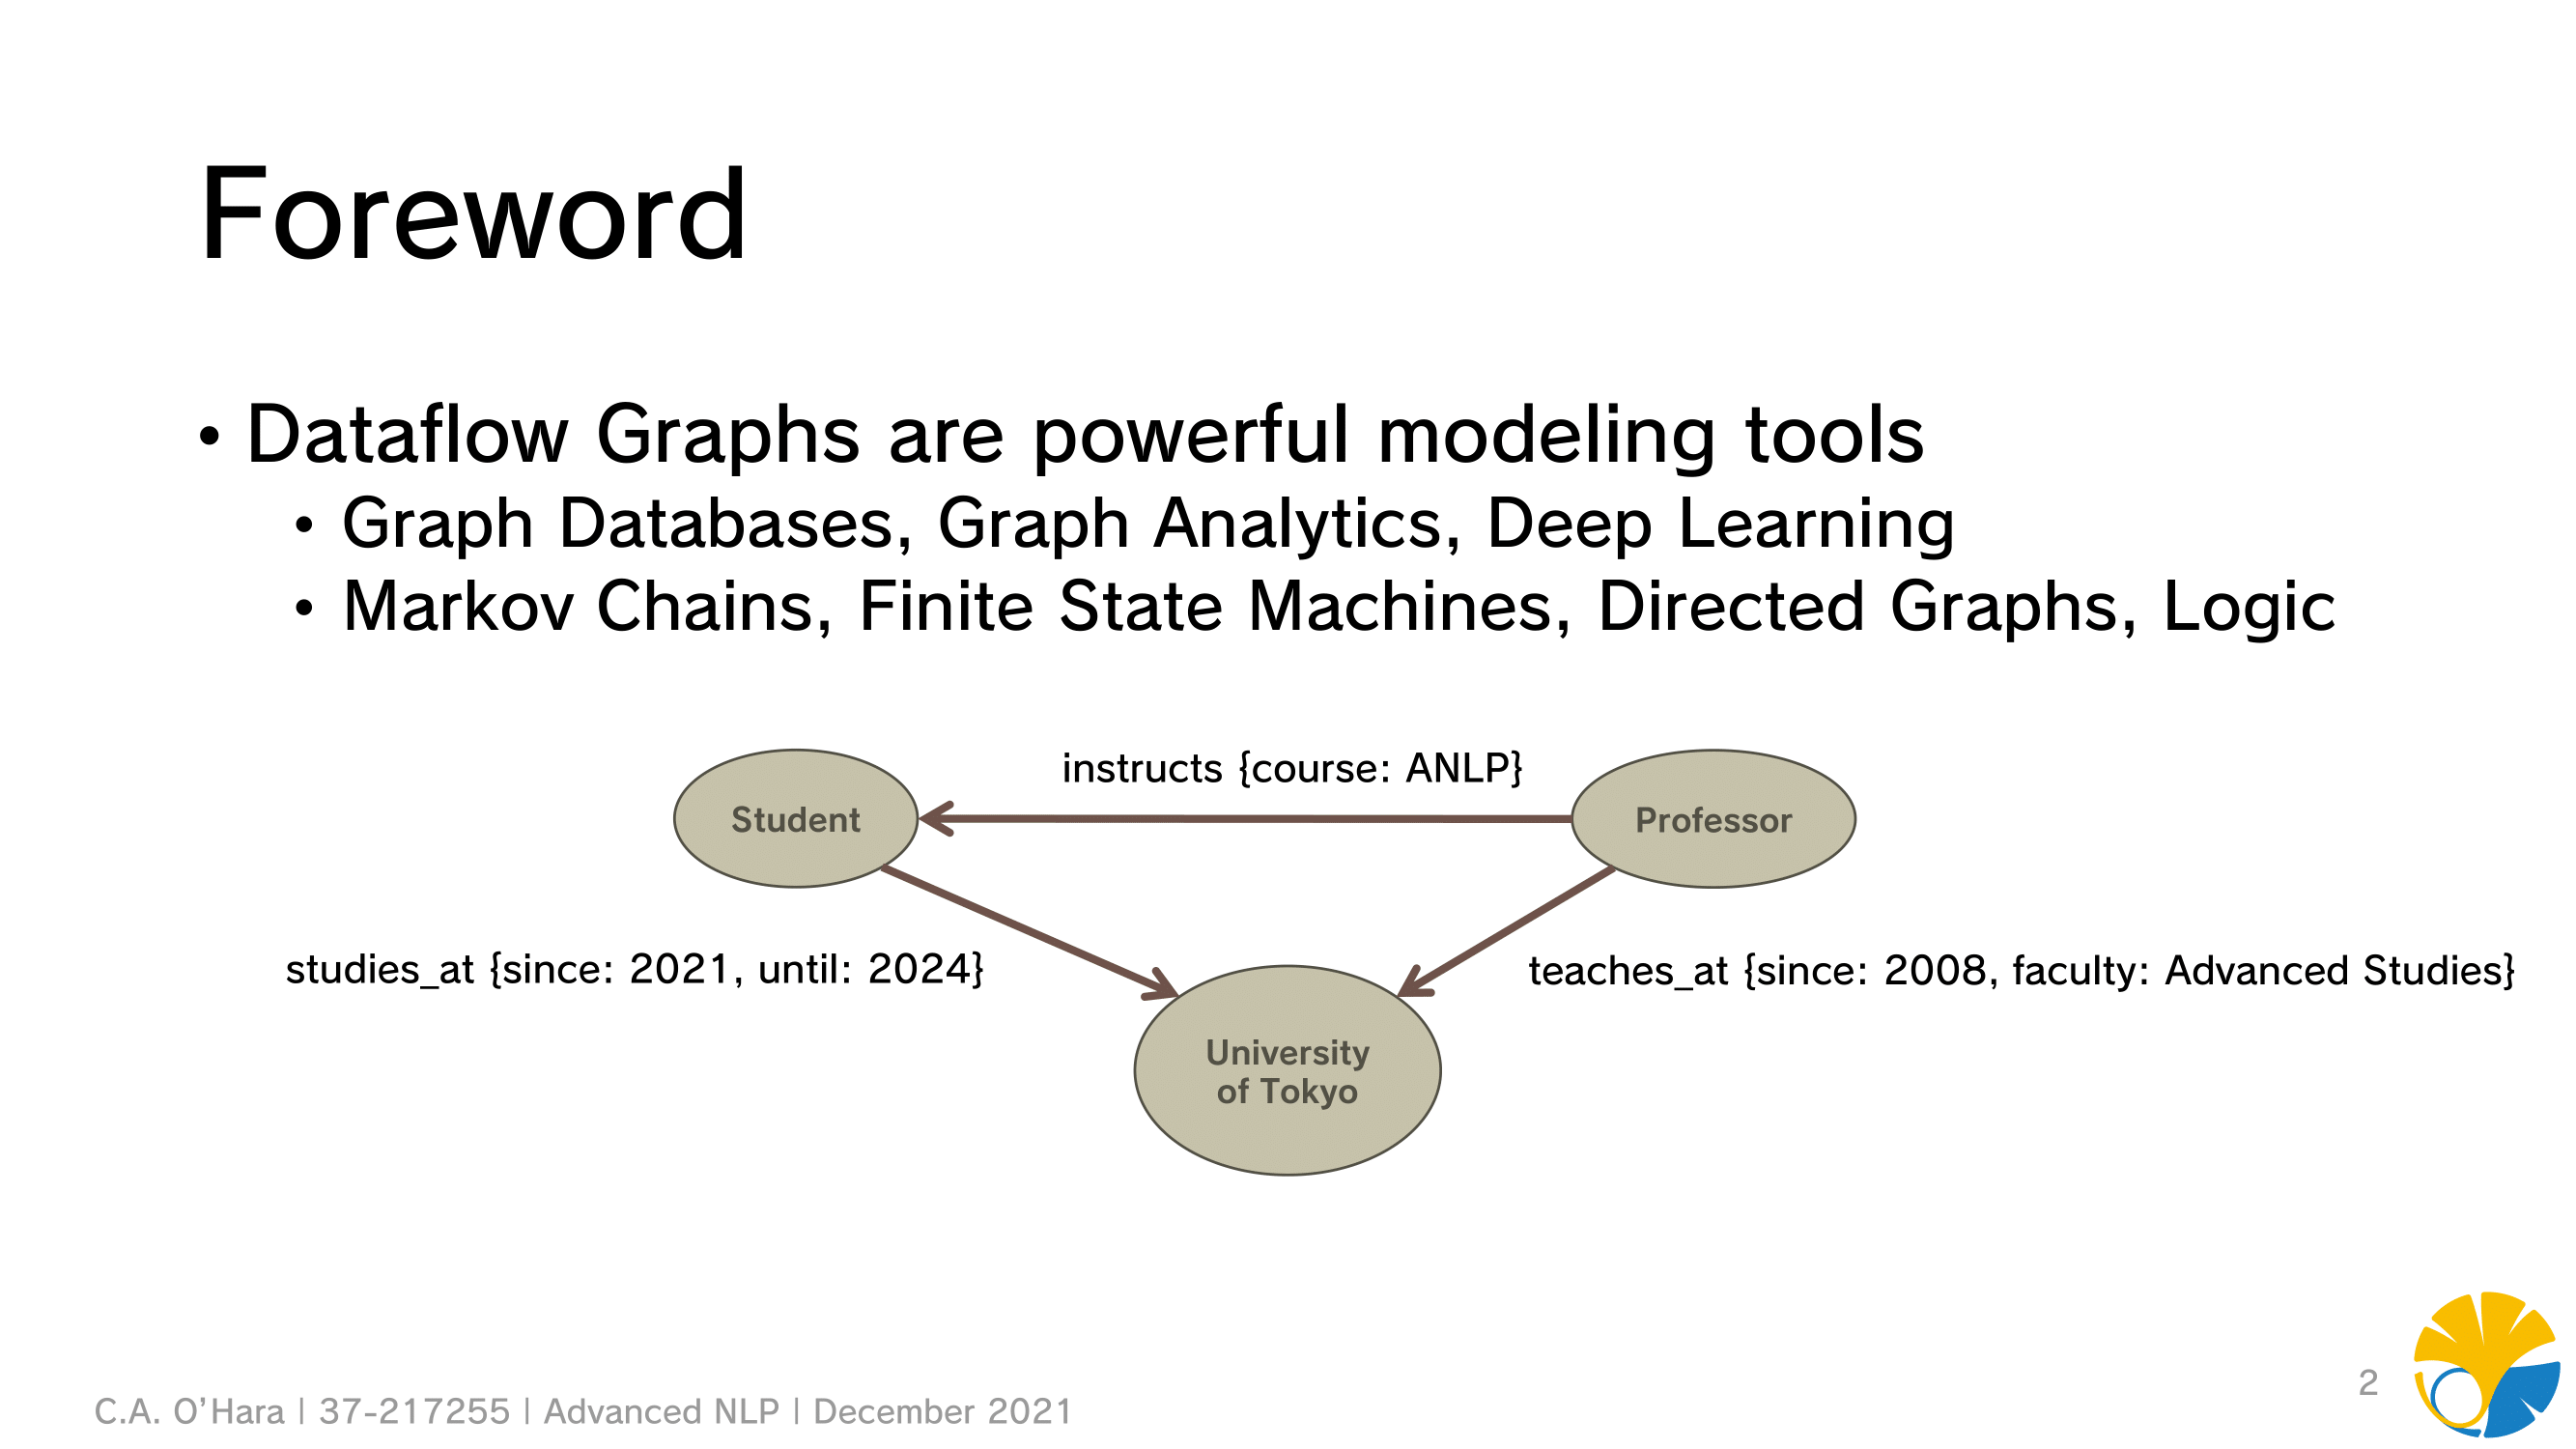 Foreword
• Dataflow Graphs are powerful modeling tools
• Graph Databases, Graph Analytics, Deep Learning
• Markov Chains, Finite State Machines, Directed Graphs, Logic
instructs {course: ANLP}
Student
Professor
studies_at {since: 2021, until: 2024}
teaches_at {since: 2008, faculty: Advanced Studies}
University
of Tokyo
2
C.A. O’Hara | 37-217255 | Advanced NLP | December 2021